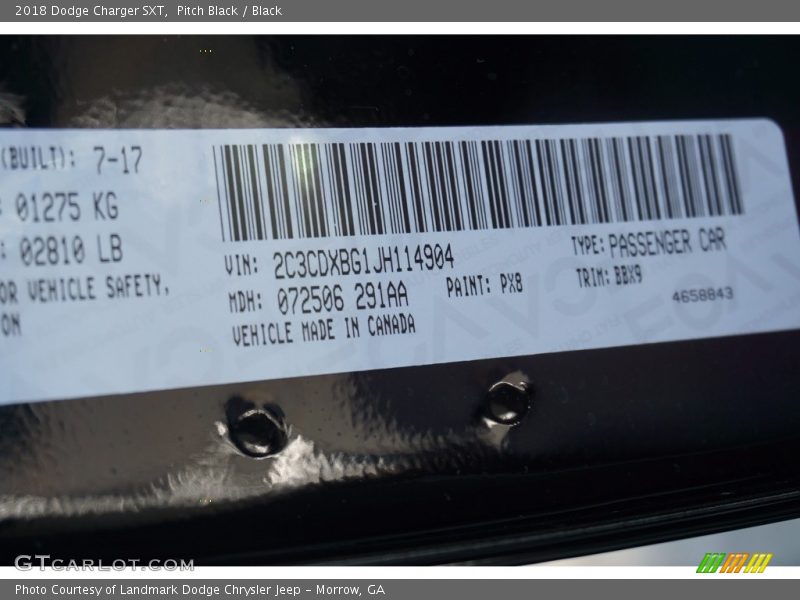 2018 Dodge Charger SXT,  Pitch Black / Black
(BUILT): 7-17
: 01275 KG
: 02810 LB
OR VEHICLE SAFETY,
ON
VIN: 2C3CDXBG1JH114904
TYPE: PASSENGER CAR
MDH: 072506 291AA
PAINT: PX8
TRIM: BBX9
VEHICLE MADE IN CANADA
4658843
GTcarlot.com
Photo Courtesy of Landmark Dodge Chrysler Jeep – Morrow, GA